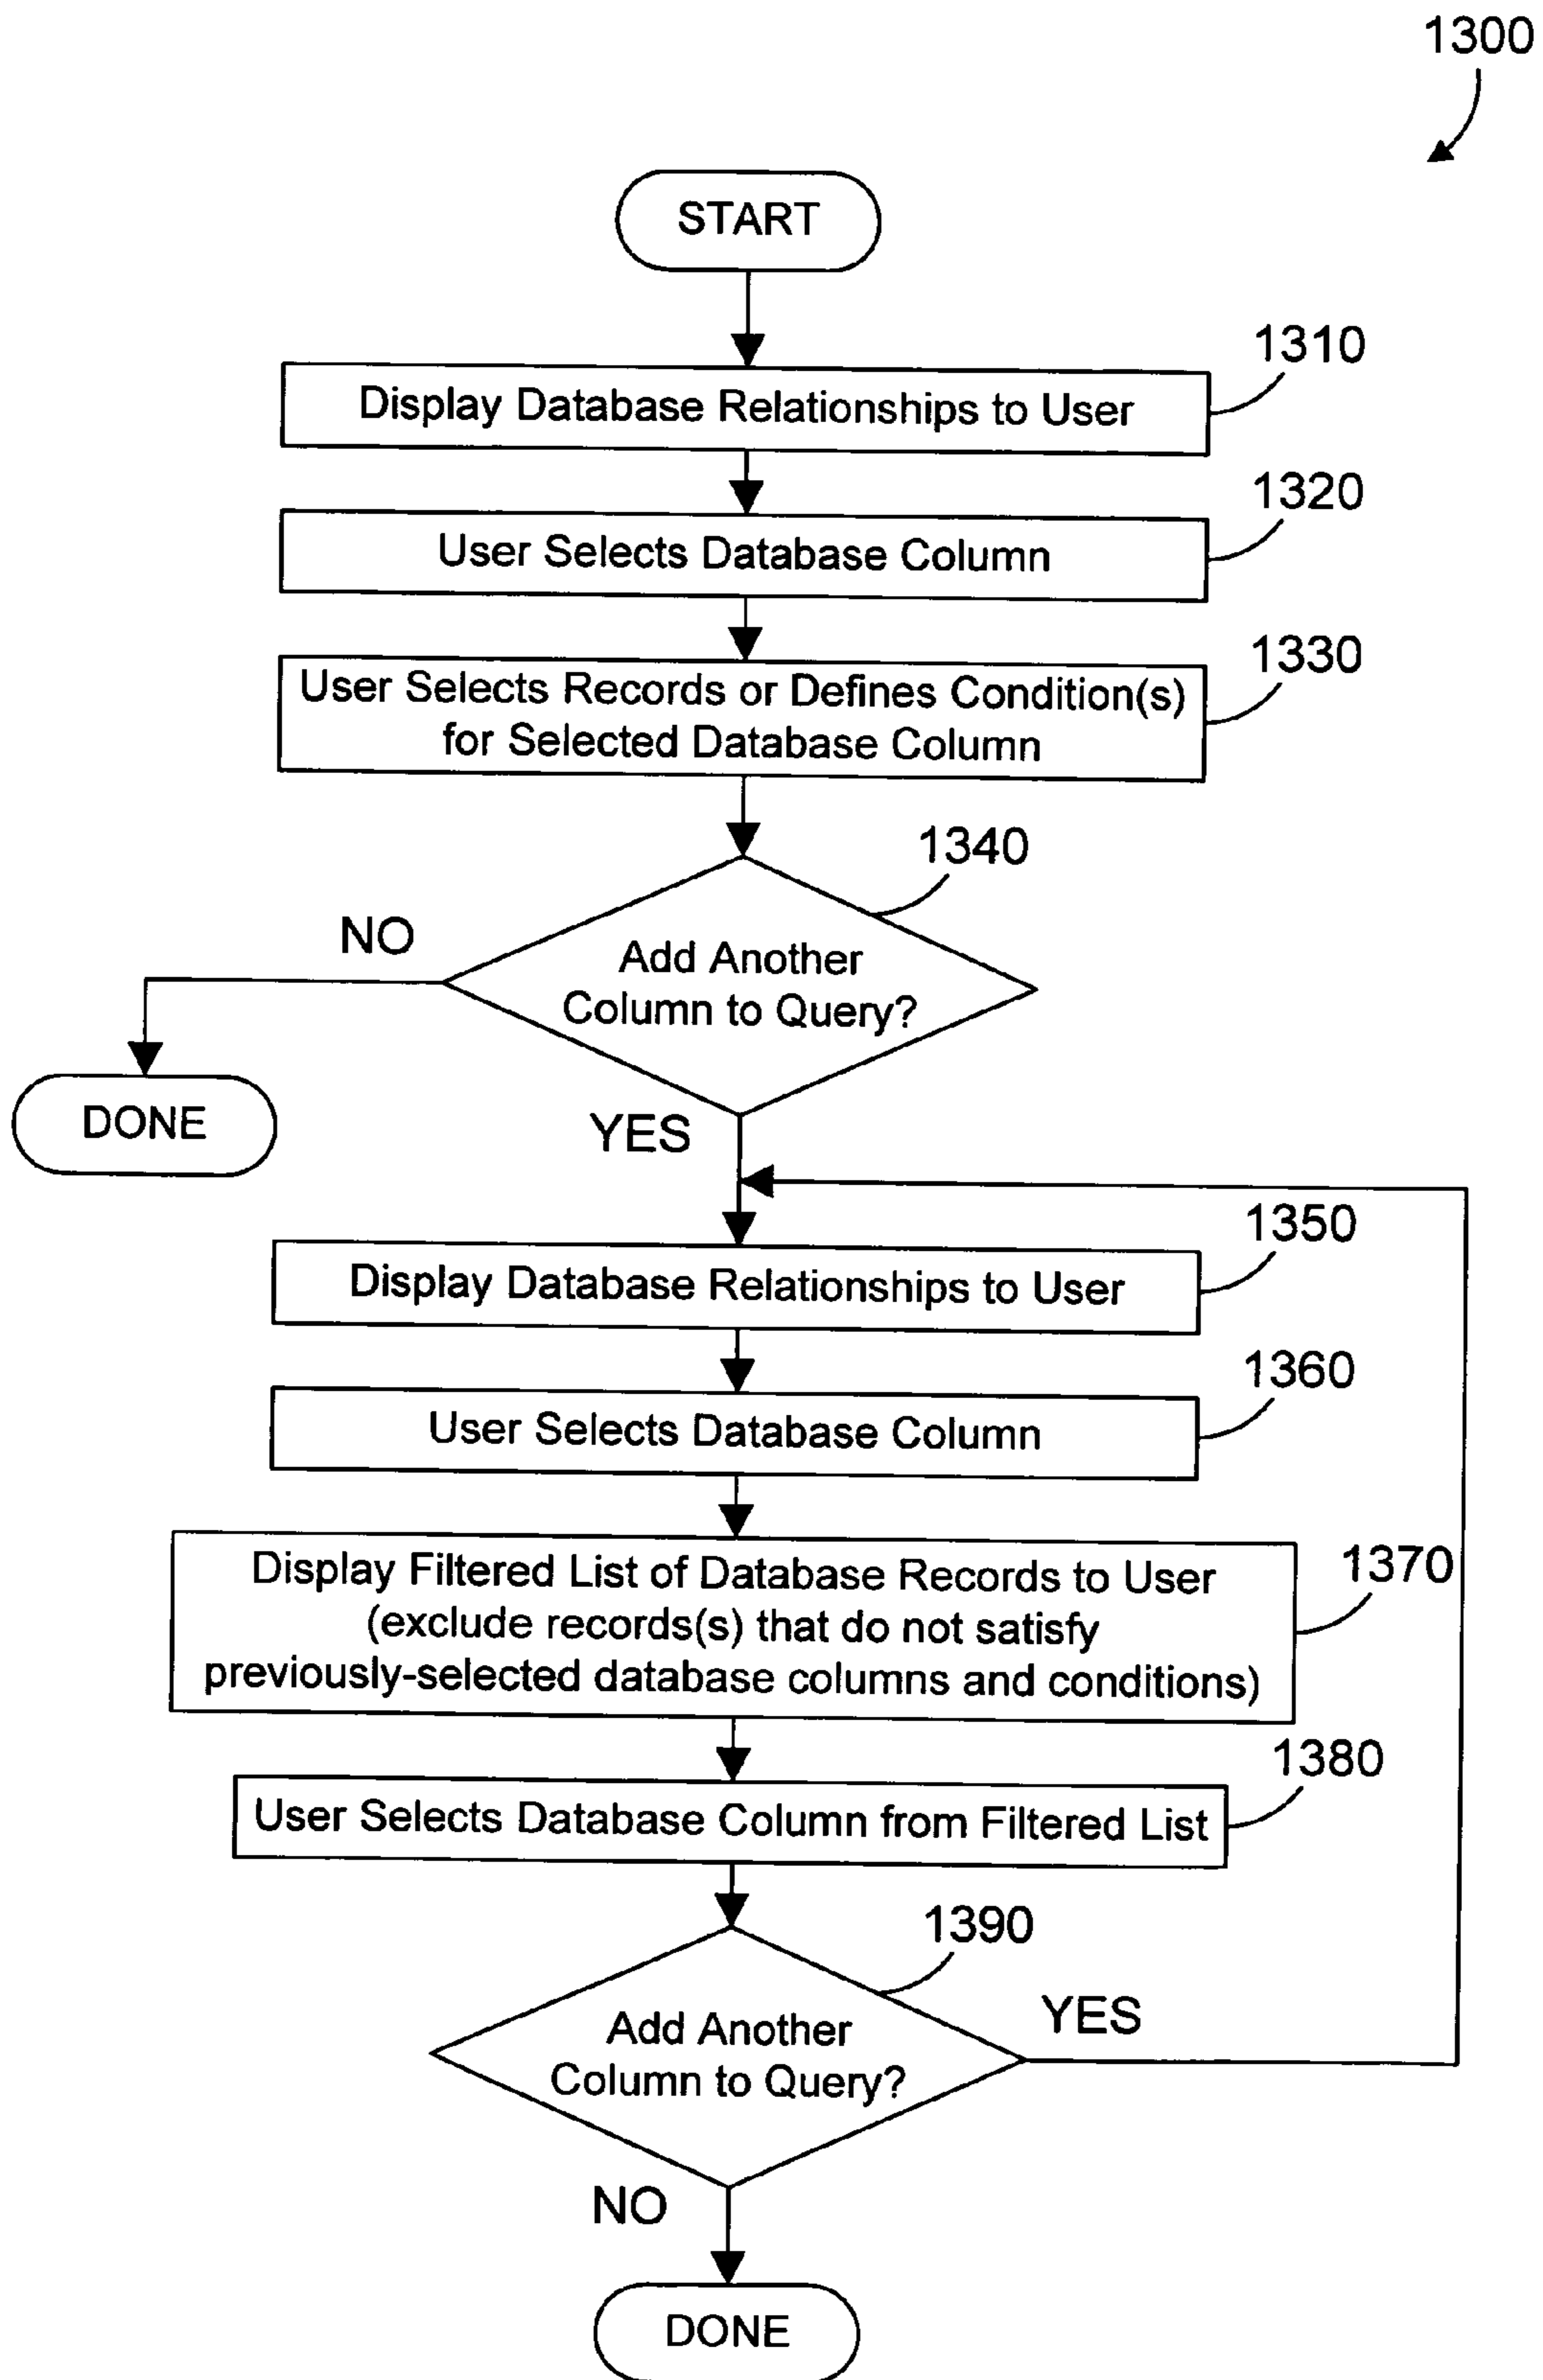 1300
START
1310
Display Database Relationships to User
1320
User Selects Database Column
1330
User Selects Records or Defines Condition(s)
for Selected Database Column
1340
NO
Add Another
Column to Query?
DONE
YES
1350
Display Database Relationships to User
1360
User Selects Database Column
1370
Display Filtered List of Database Records to User
(exclude records(s) that do not satisfy
previously-selected database columns and conditions)
1380
User Selects Database Column from Filtered List
1390
YES
Add Another
Column to Query?
NO
DONE